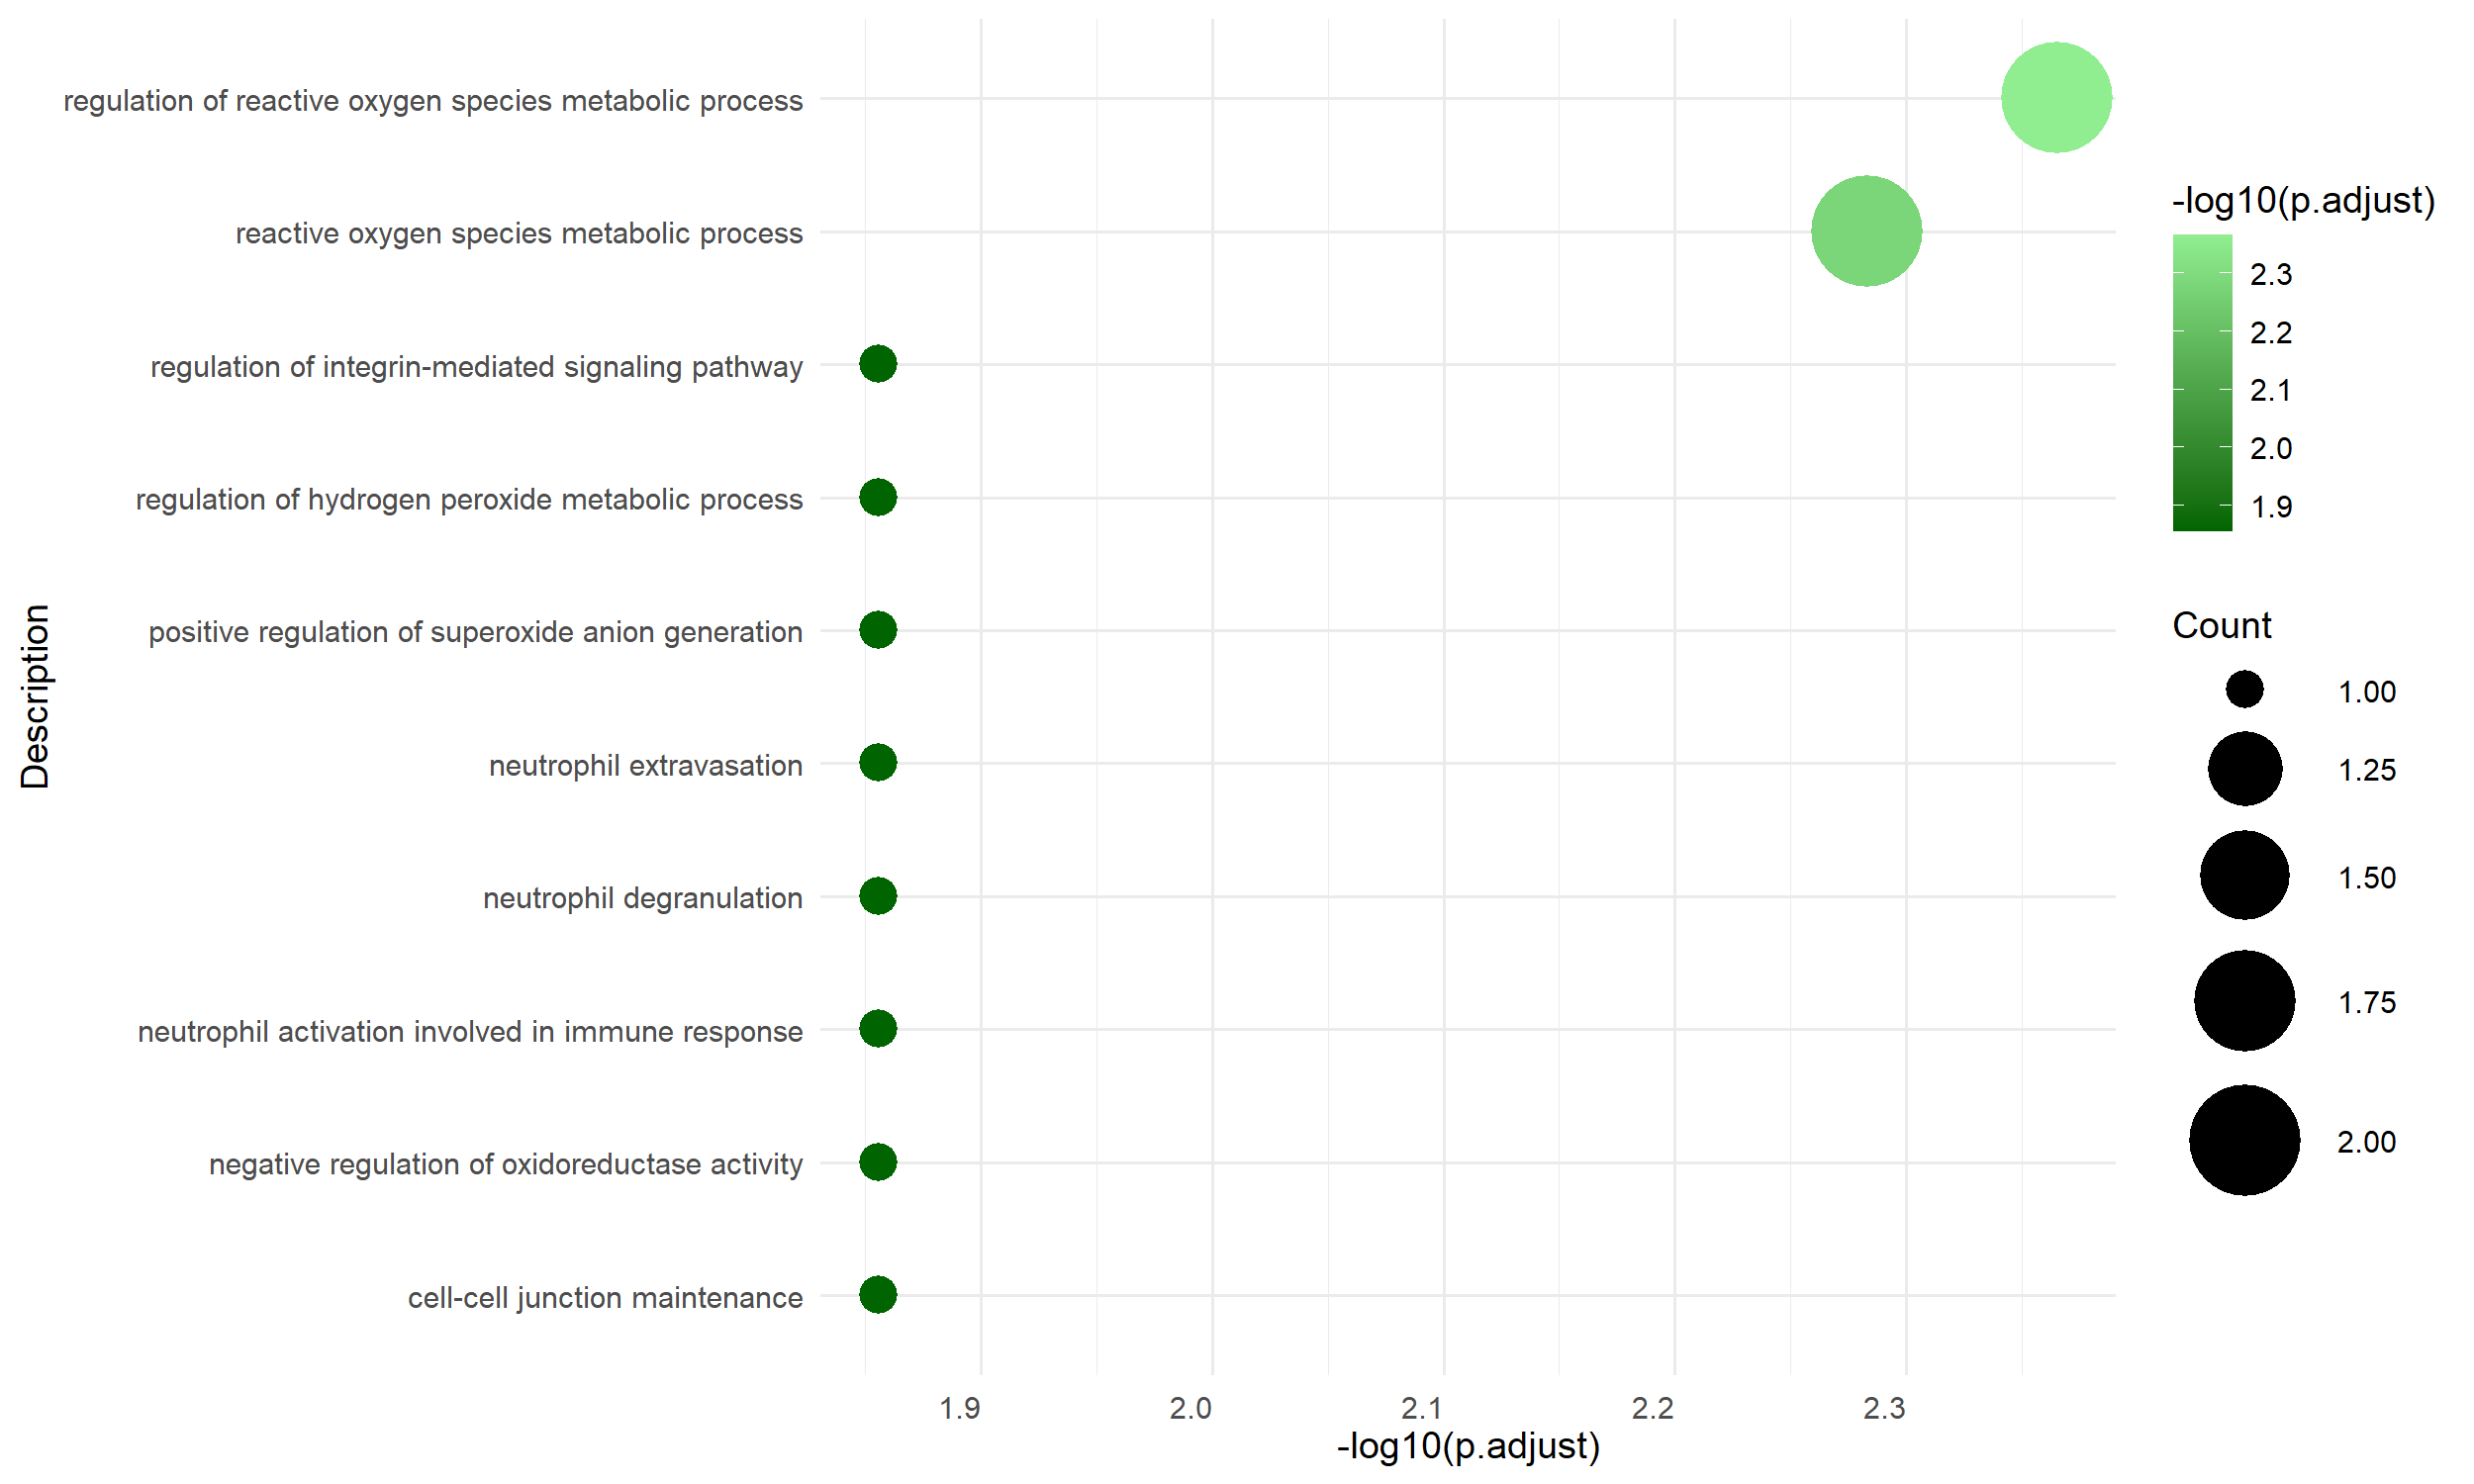 regulation of reactive oxygen species metabolic process
reactive oxygen species metabolic process
regulation of integrin-mediated signaling pathway
regulation of hydrogen peroxide metabolic process
positive regulation of superoxide anion generation
neutrophil extravasation
neutrophil degranulation
neutrophil activation involved in immune response
negative regulation of oxidoreductase activity
cell-cell junction maintenance
Description
1.9 2.0 2.1 2.2 2.3
-log10(p.adjust)
-log10(p.adjust)
2.3
2.2
2.1
2.0
1.9
Count
1.00
1.25
1.50
1.75
2.00